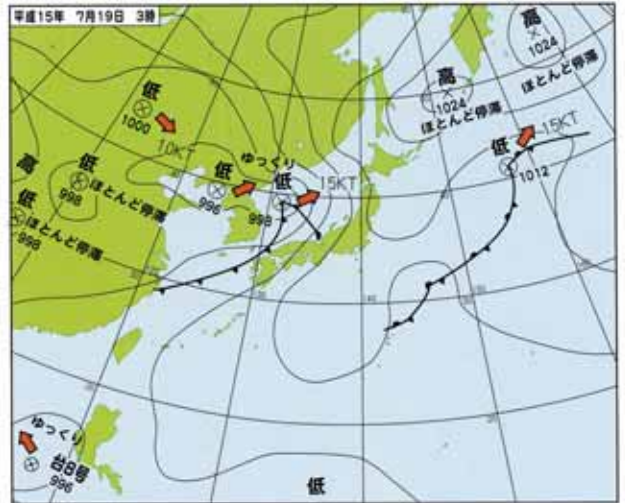 平成15年 7月19日 3時
高
1024
ほとんど停滞
高
1024
ほとんど停滞
低
1000
10KT
低
1012
15KT
高
低
998
ほとんど停滞
低
996
ゆっくり
低
998
15KT
低
998
ほとんど停滞
ゆっくり
台8号
996
低